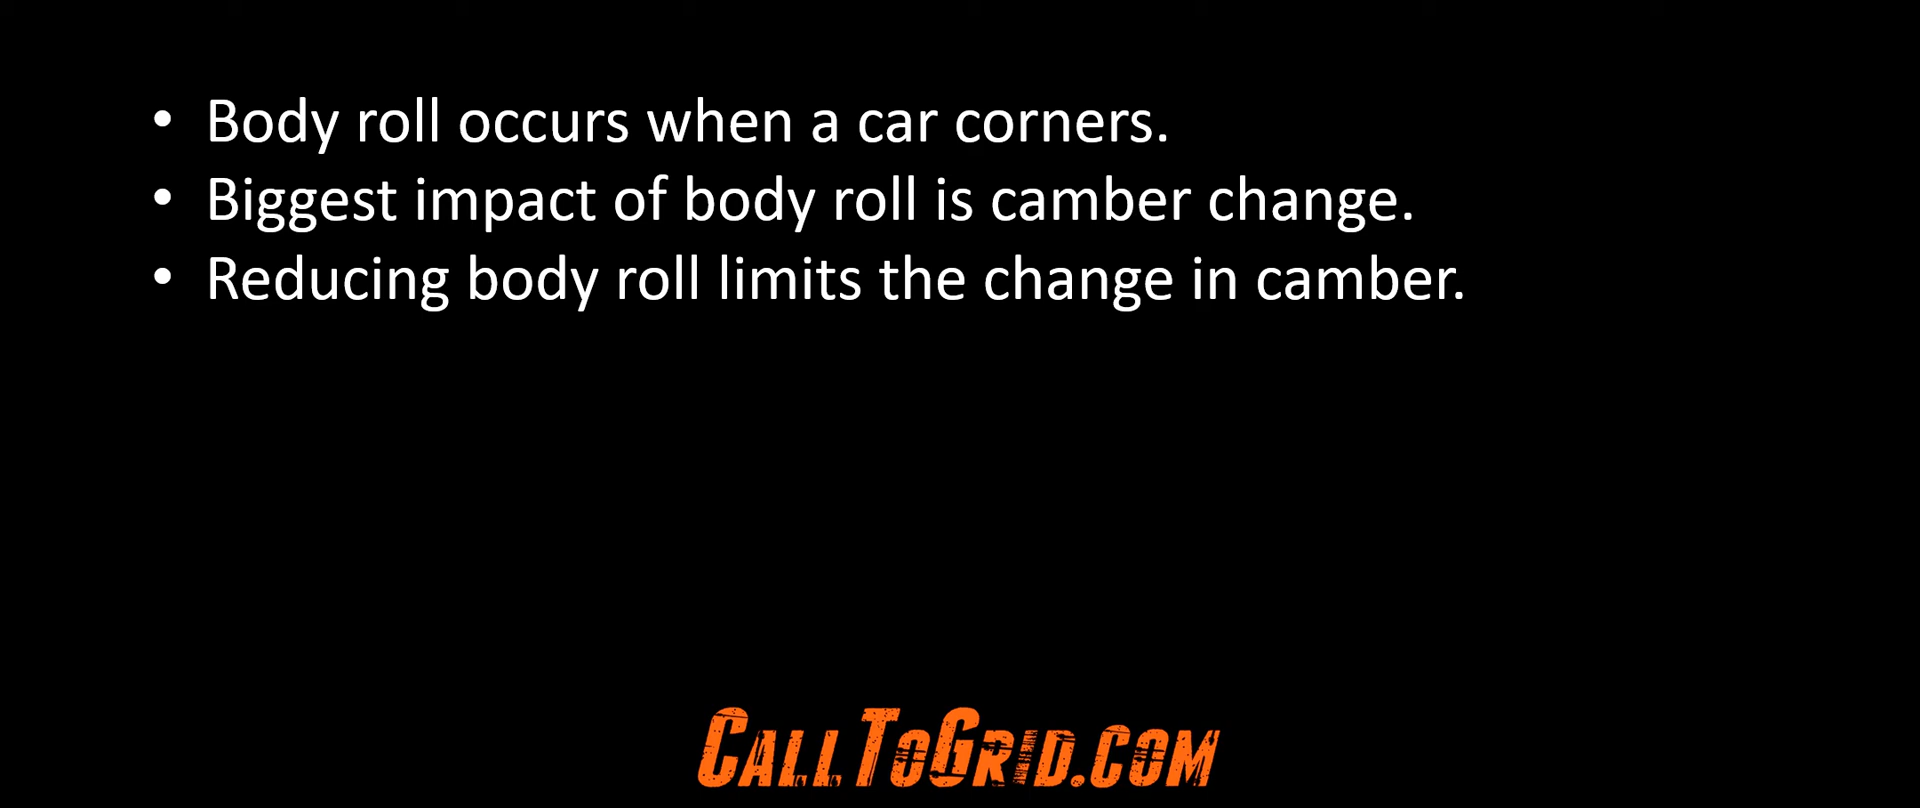 • Body roll occurs when a car corners.
• Biggest impact of body roll is camber change.
• Reducing body roll limits the change in camber.
CallToGrid.com